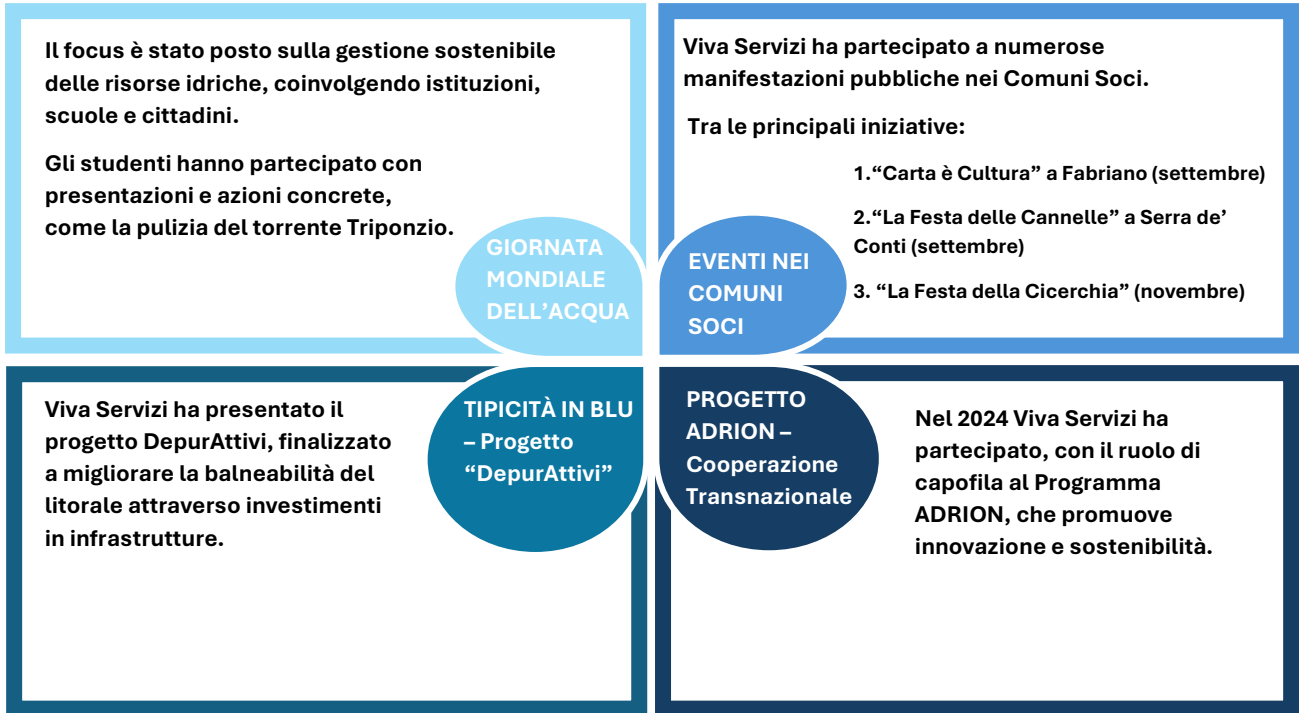 Il focus è stato posto sulla gestione sostenibile
delle risorse idriche, coinvolgendo istituzioni,
scuole e cittadini.
Gli studenti hanno partecipato con
presentazioni e azioni concrete,
come la pulizia del torrente Triponzio.
GIORNATA
MONDIALE
DELL’ACQUA
Viva Servizi ha partecipato a numerose
manifestazioni pubbliche nei Comuni Soci.
Tra le principali iniziative:
1.“Carta è Cultura” a Fabriano (settembre)
2.“La Festa delle Cannelle” a Serra de’
Conti (settembre)
3. “La Festa della Cicerchia” (novembre)
EVENTI NEI
COMUNI
SOCI
Viva Servizi ha presentato il
progetto DepurAttivi, finalizzato
a migliorare la balneabilità del
litorale attraverso investimenti
in infrastrutture.
TIPICITÀ IN BLU
– Progetto
“DepurAttivi”
PROGETTO
ADRION –
Cooperazione
Transnazionale
Nel 2024 Viva Servizi ha
partecipato, con il ruolo di
capofila al Programma
ADRION, che promuove
innovazione e sostenibilità.